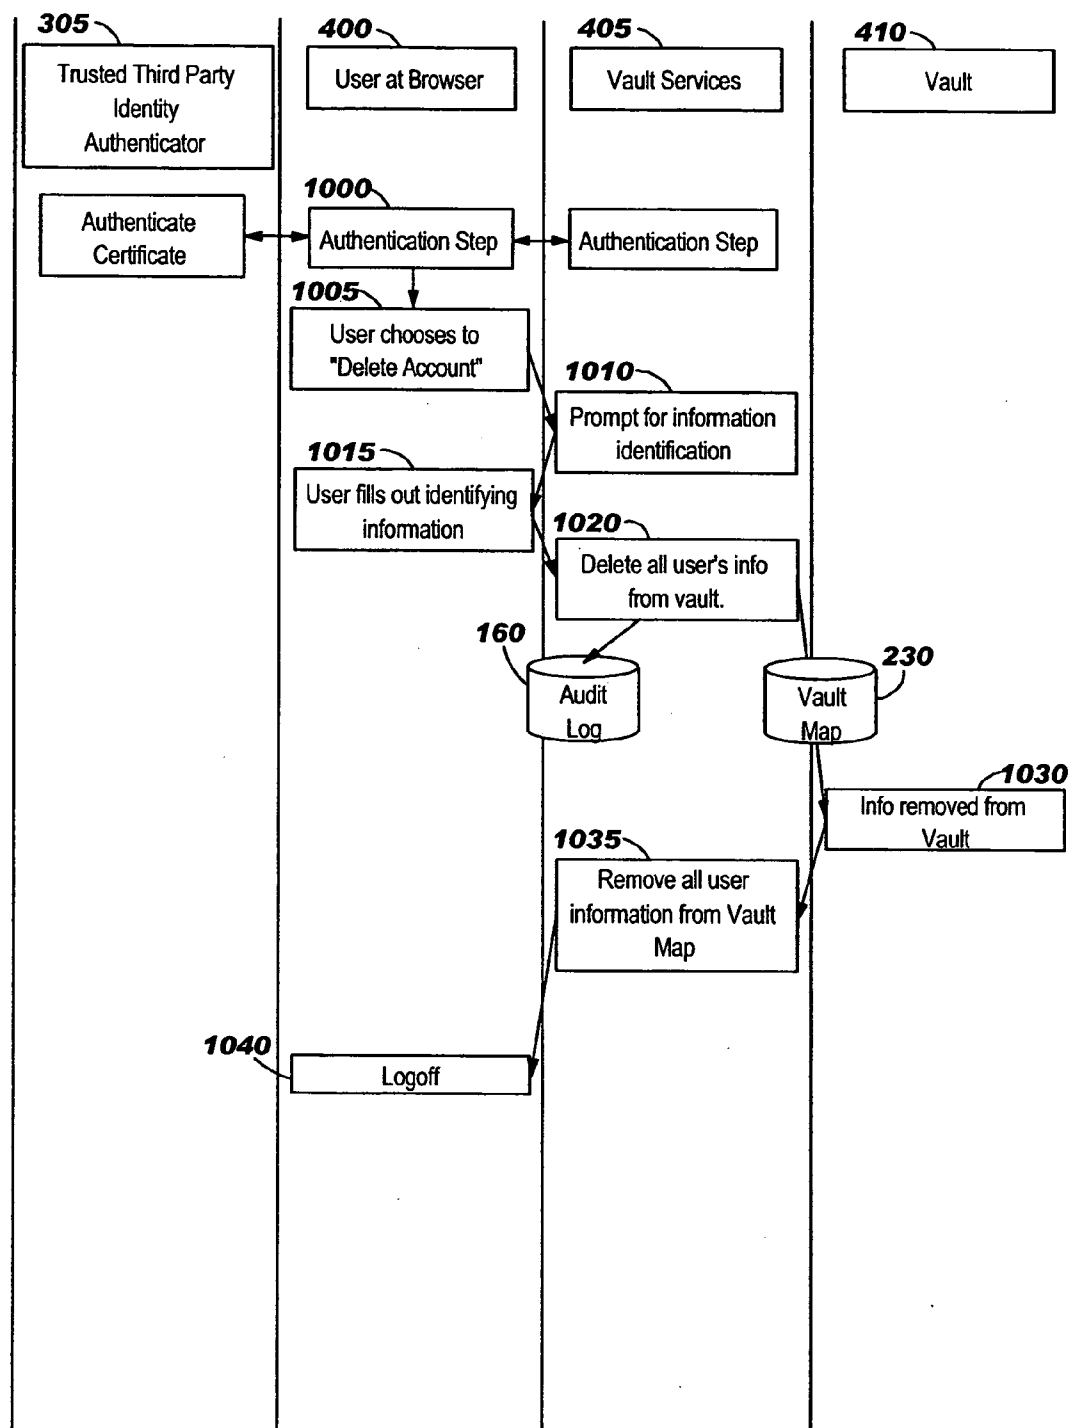 305
400
405
410
Trusted Third Party
Identity
Authenticator
User at Browser
Vault Services
Vault
1000
Authenticate
Certificate
Authentication Step
Authentication Step
1005
User chooses to
"Delete Account"
1010
Prompt for information
identification
1015
User fills out identifying
information
1020
Delete all user's info
from vault.
160
Audit
Log
230
Vault
Map
1030
Info removed from
Vault
1035
Remove all user
information from Vault
Map
1040
Logoff